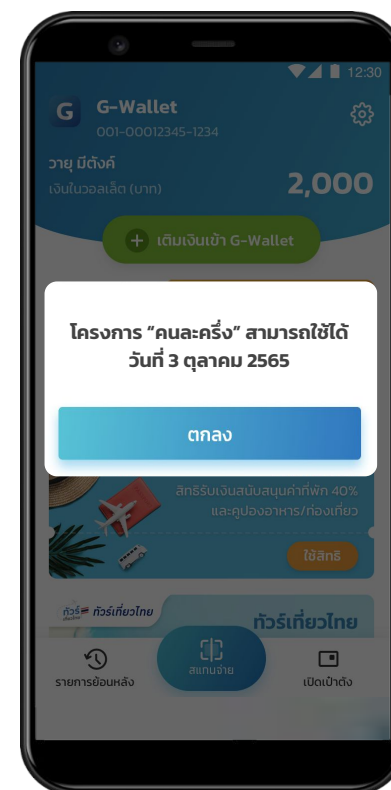 12:30
G G-Wallet
001-00012345-1234
วายุ มีตังค์
เงินในวอลเล็ต (บาท) 2,000
+ เติมเงินเข้า G-Wallet
โครงการ “คนละครึ่ง” สามารถใช้ได้
วันที่ 3 ตุลาคม 2565
ตกลง
สิทธิรับเงินสนับสนุนค่าที่พัก 40%
และคูปองอาหาร/ท่องเที่ยว
ใช้สิทธิ
ทัวร์เที่ยวไทย
ทัวร์เที่ยวไทย
รายการย้อนหลัง
สแกนจ่าย
เปิดเป๋าตัง